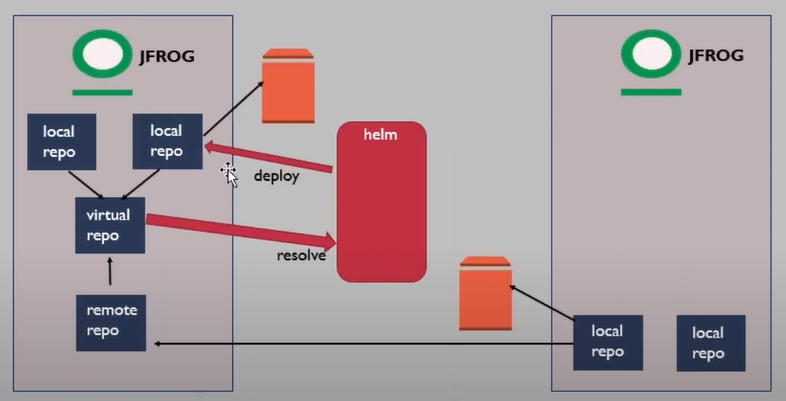 JFROG
local
repo
local
repo
virtual
repo
remote
repo
helm
deploy
resolve
JFROG
local
repo
local
repo